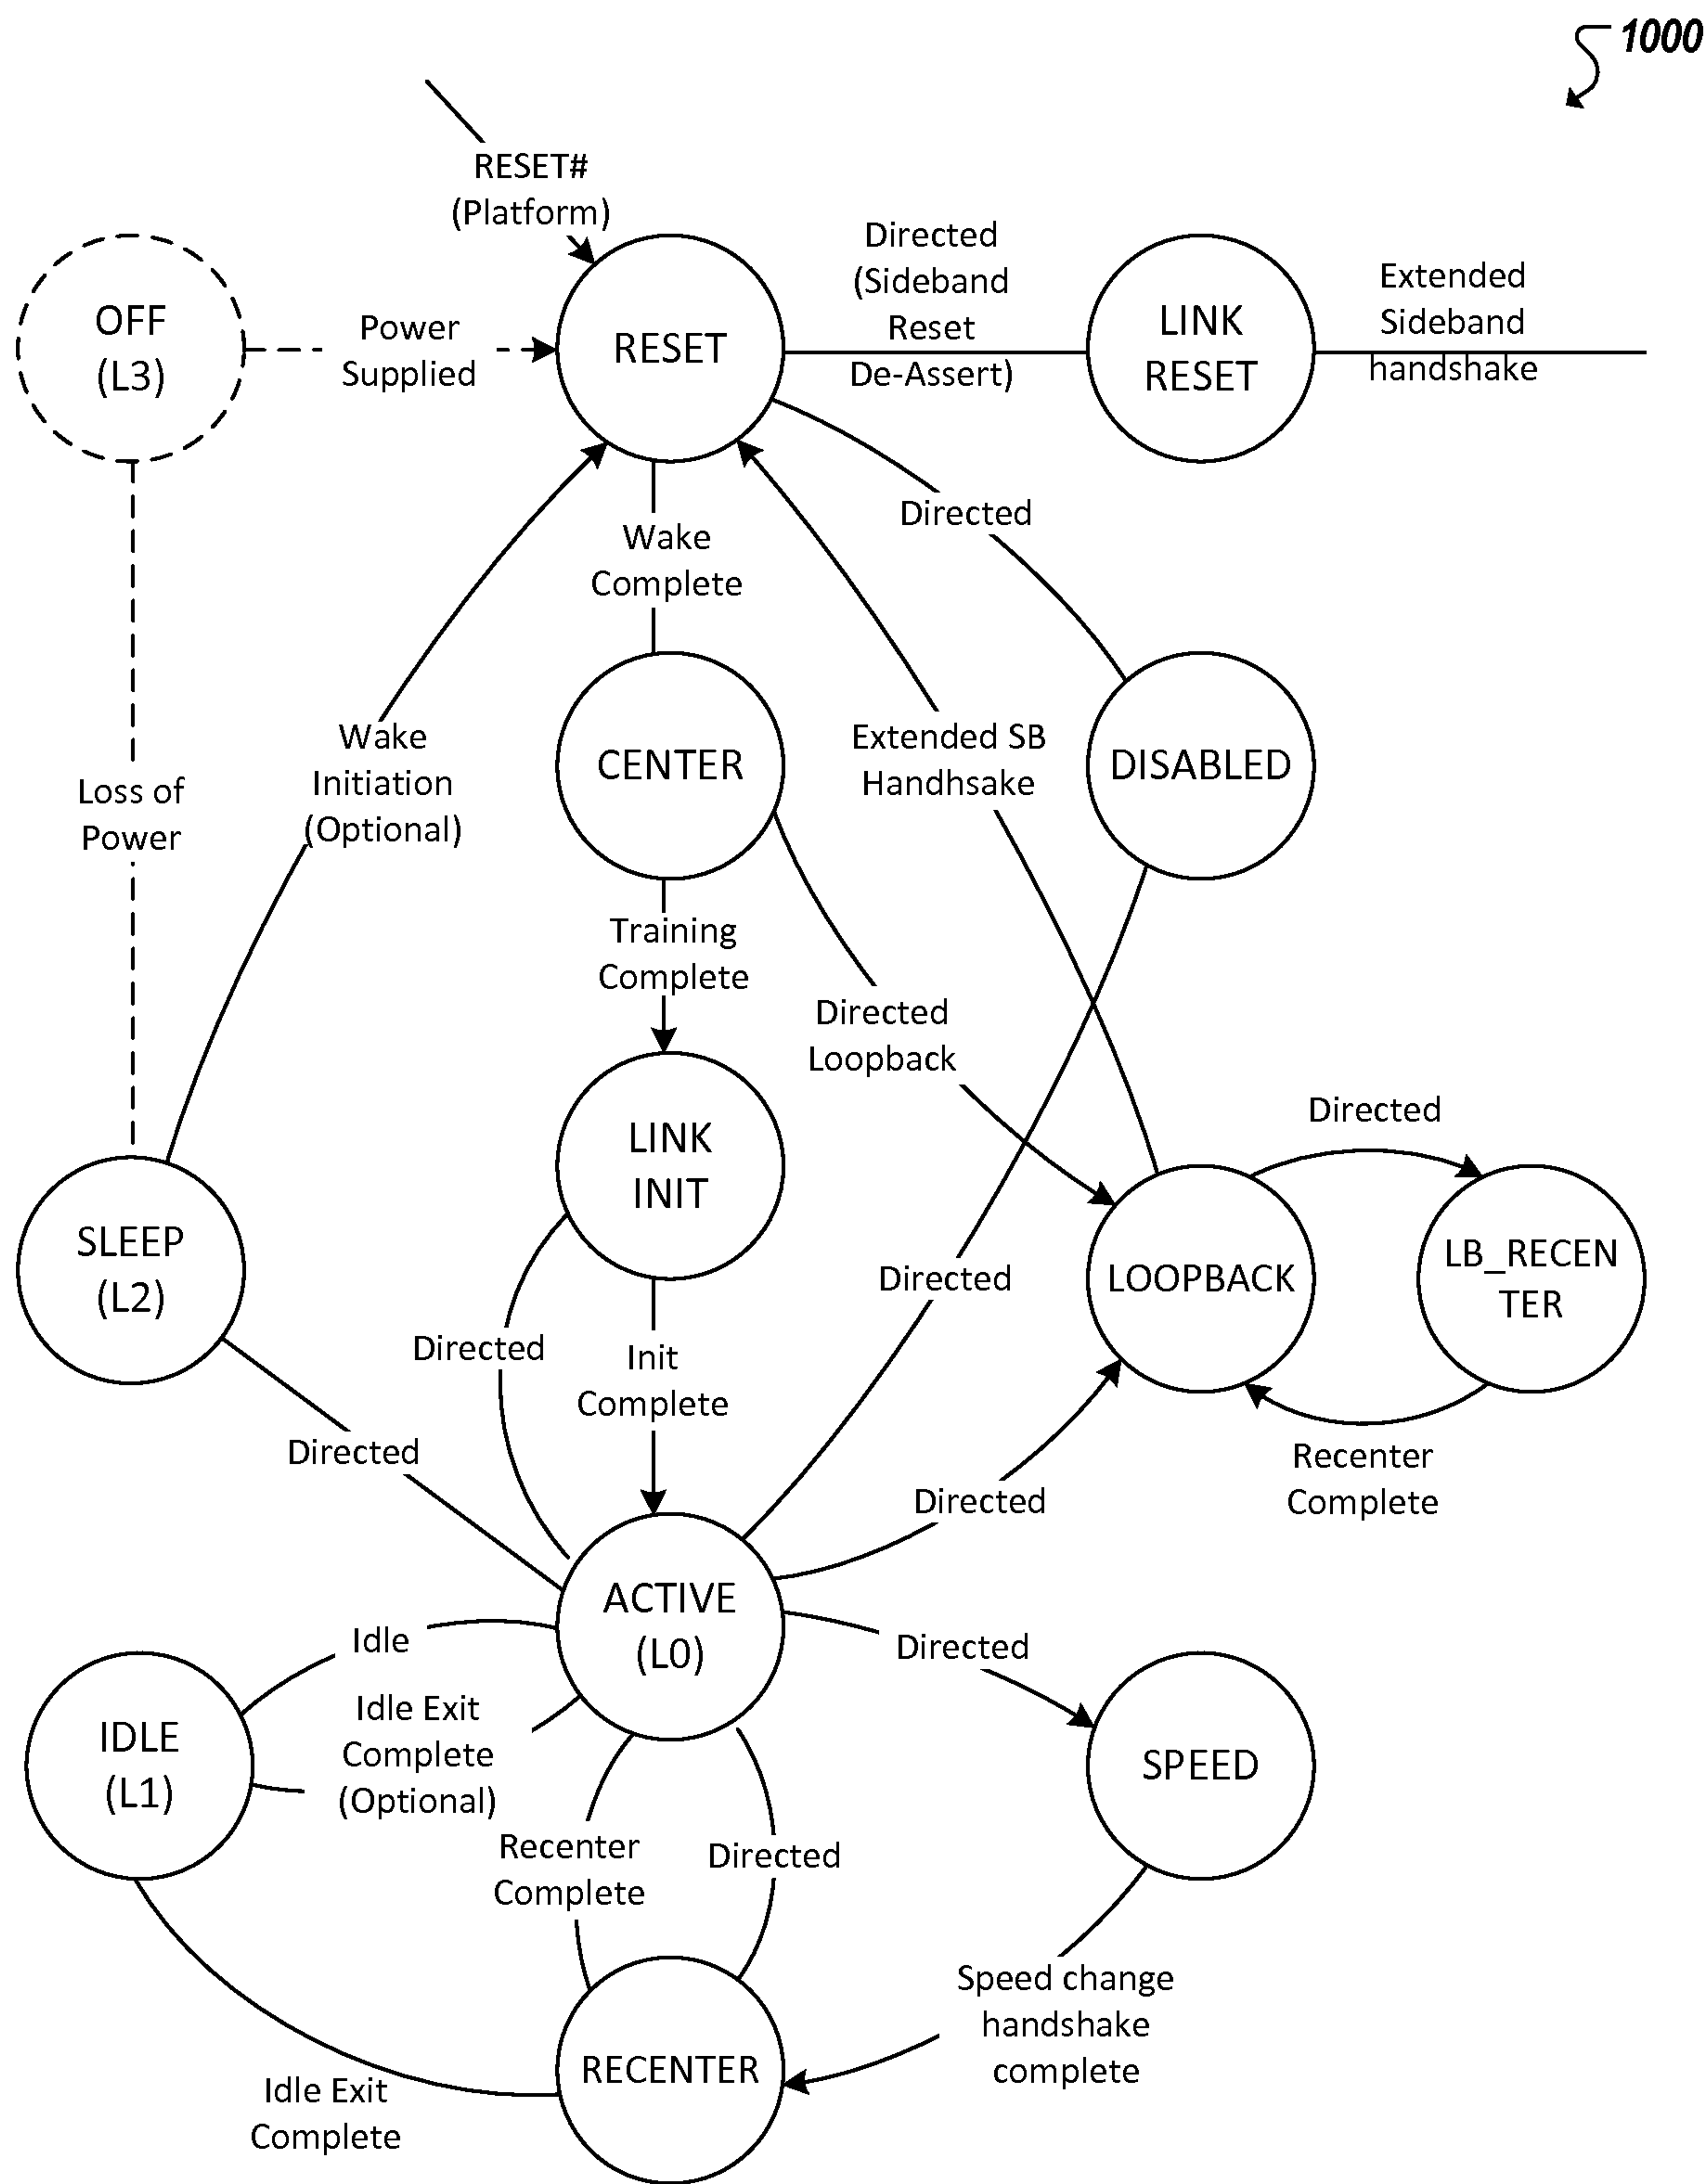 1000
RESET#
(Platform)
OFF
(L3)
Power
Supplied
RESET
Directed
(Sideband
Reset
De-Assert)
LINK
RESET
Extended
Sideband
handshake
Wake
Complete
Directed
Loss of
Power
Wake
Initiation
(Optional)
CENTER
Extended SB
Handhsake
DISABLED
Training
Complete
Directed
Loopback
LINK
INIT
Directed
SLEEP
(L2)
Directed
LOOPBACK
LB_RECEN
TER
Directed
Init
Complete
Directed
Directed
Recenter
Complete
ACTIVE
(L0)
Idle
Directed
IDLE
(L1)
Idle Exit
Complete
(Optional)
SPEED
Recenter
Complete
Directed
Speed change
handshake
complete
RECENTER
Idle Exit
Complete